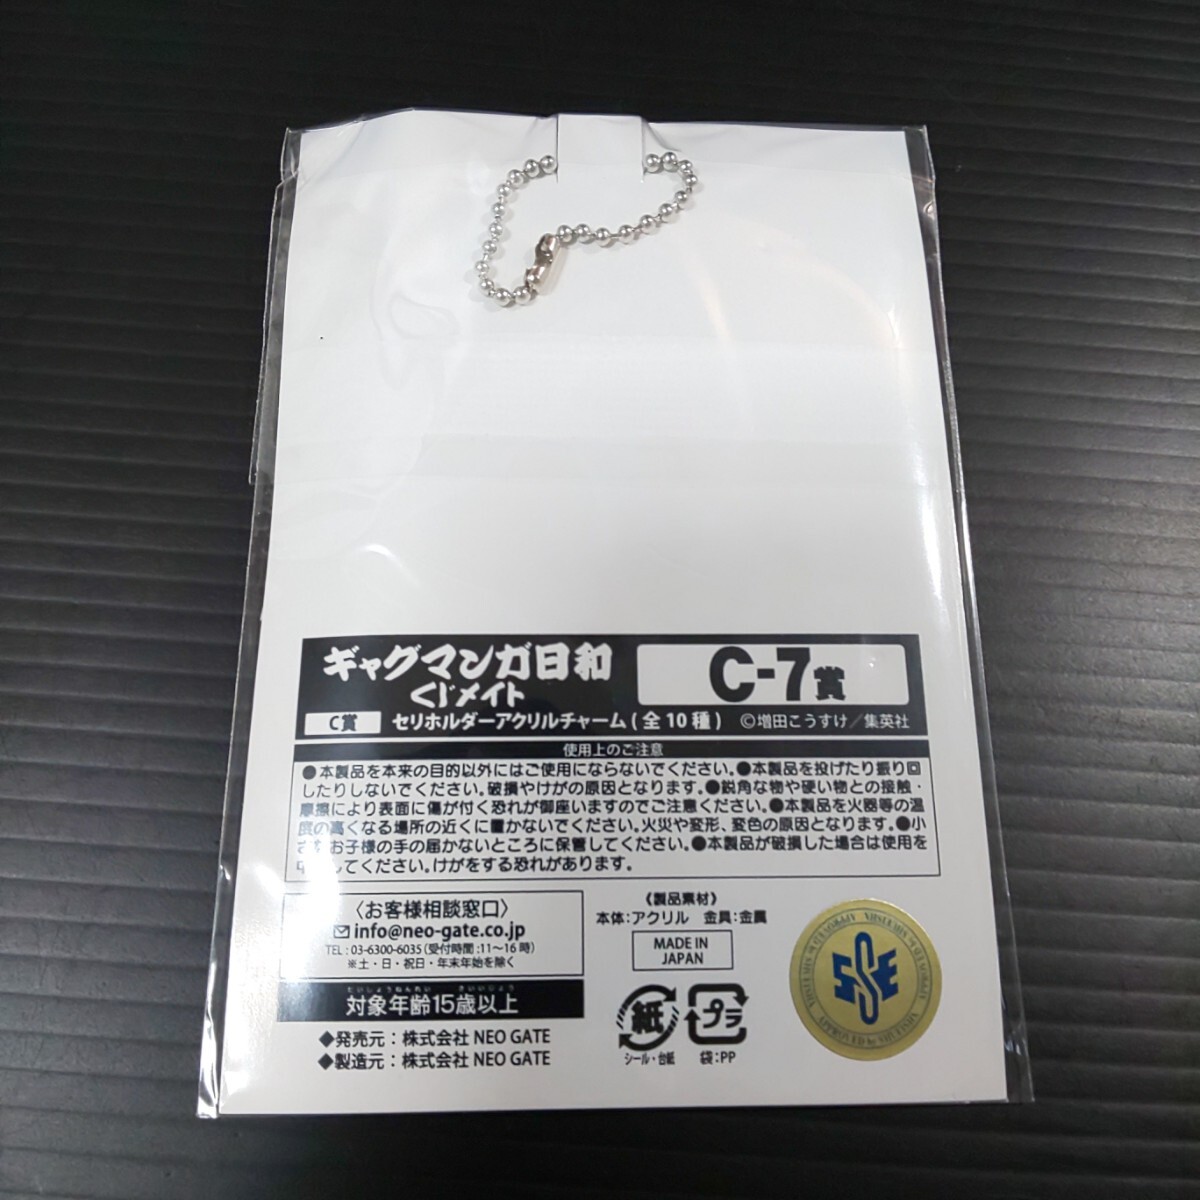 ギャグマンガ日和
くじメイト
C-7賞
C賞
セリホルダーアクリルチャーム(全10種)
©増田こうすけ/集英社
使用上のご注意
●本製品を本来の目的以外にはご使用にならないでください。●本製品を投げたり振り回
したりしないでください。破損やけがの原因となります。●鋭角な物や硬い物との接触・
摩擦により表面に傷が付く恐れが御座いますのでご注意ください。●本製品を火器等の温
度の高くなる場所の近くに置かないでください。火災や変形、変色の原因となります。●小
さなお子様の手の届かないところに保管してください。●本製品が破損した場合は使用を
中止してください。けがをする恐れがあります。
〈お客様相談窓口〉
info@neo-gate.co.jp
TEL:03-6300-6035(受付時間:11〜16時)
※土・日・祝日・年末年始を除く
たいしょうねんれい さいいじょう
対象年齢15歳以上
◆発売元:株式会社 NEO GATE
◆製造元:株式会社 NEO GATE
《製品素材》
本体:アクリル 金具:金属
MADE IN
JAPAN
紙
シール・台紙
プラ
袋:PP
APPROVED by SHUEISHA